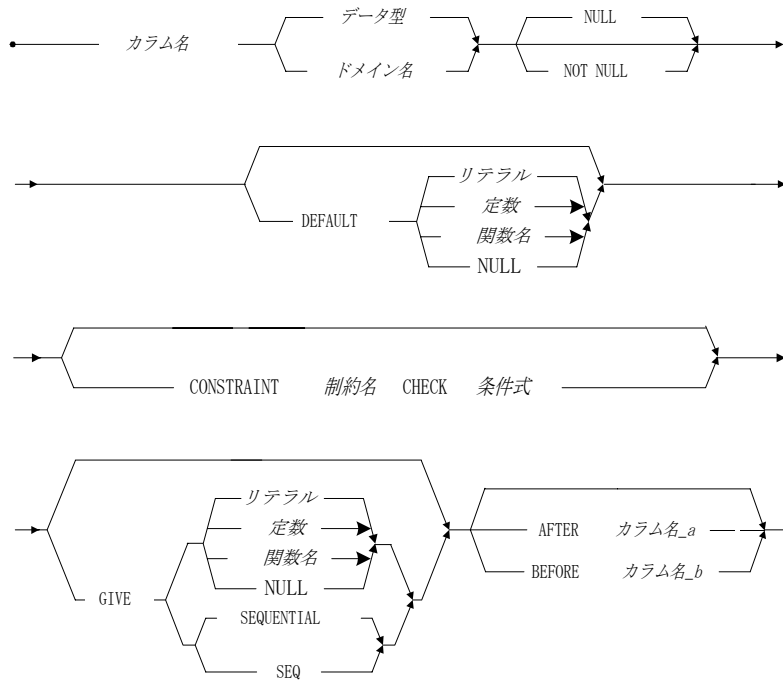 データ型 NULL
カラム名
ドメイン名 NOT NULL
リテラル
定数
DEFAULT
関数名
NULL
CONSTRAINT 制約名 CHECK 条件式
リテラル
定数
AFTER カラム名_a
関数名
BEFORE カラム名_b
NULL
GIVE
SEQUENTIAL
SEQ